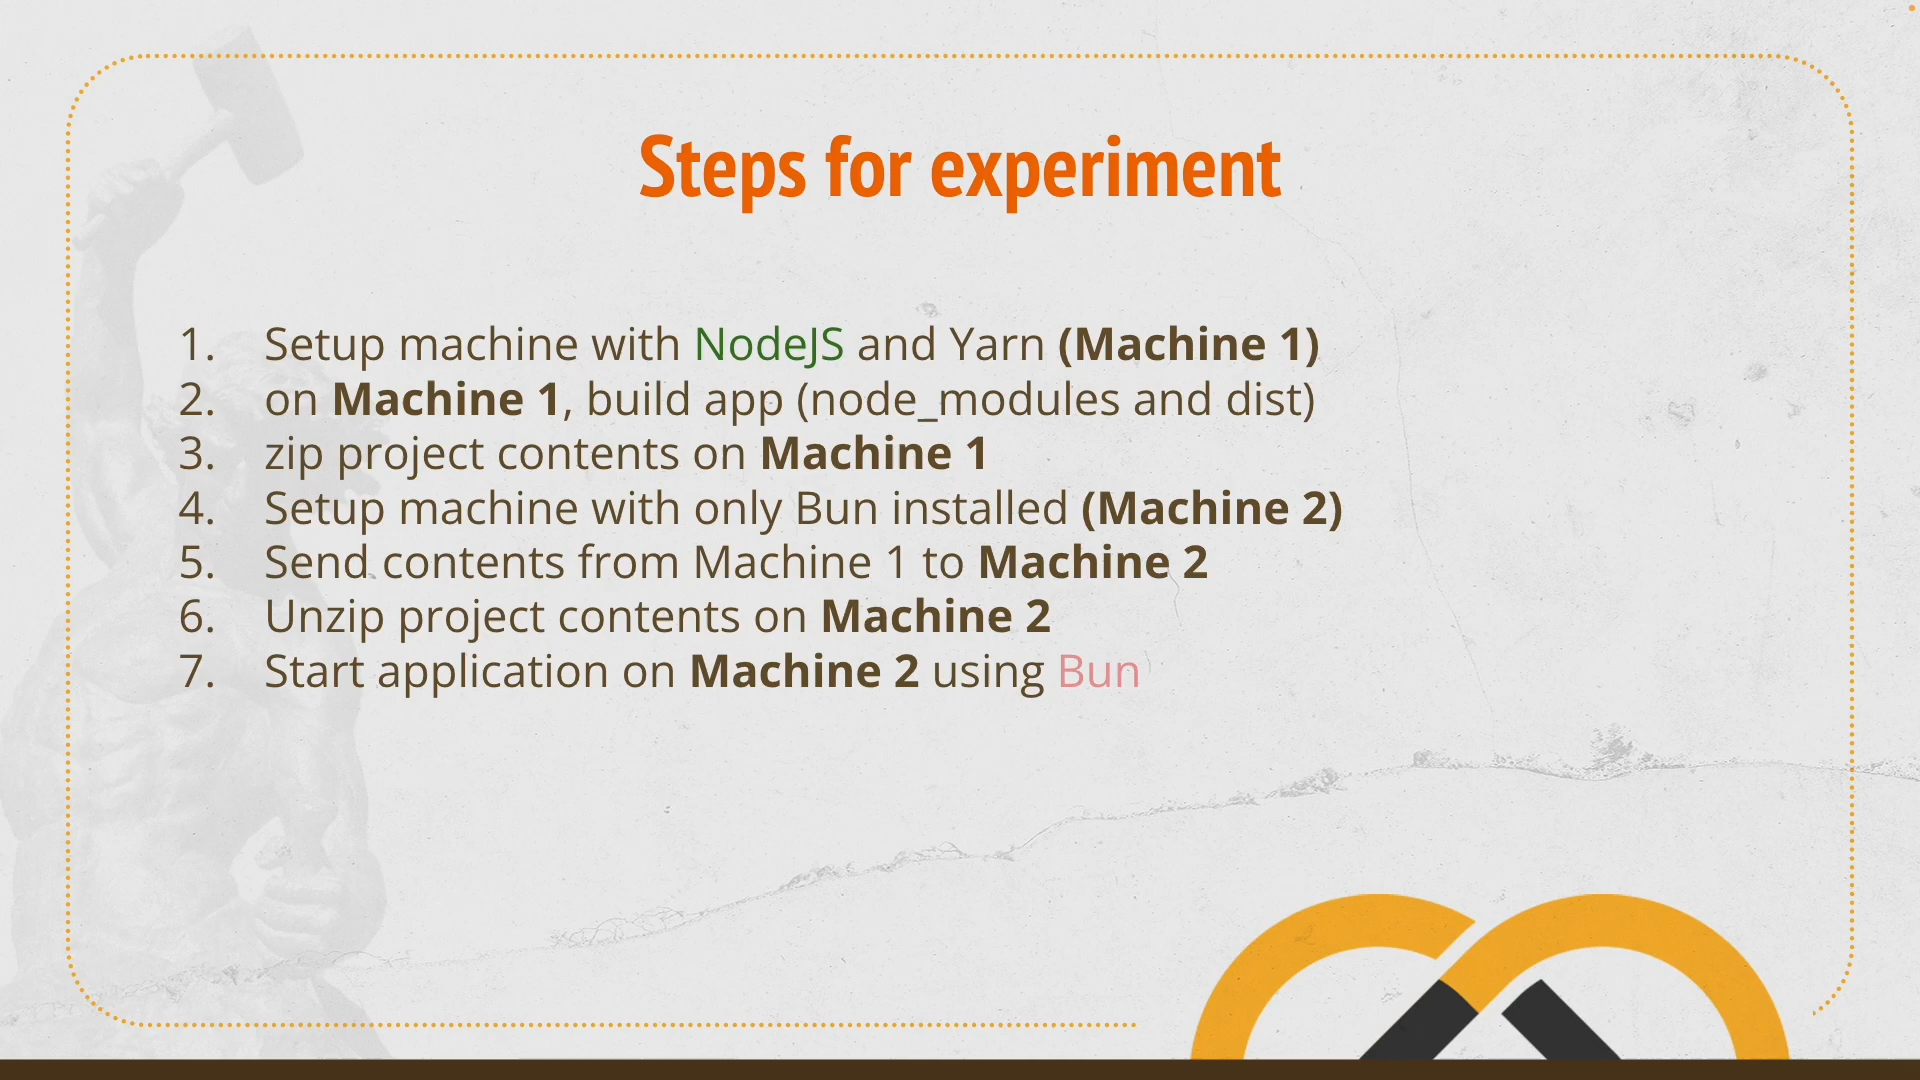 Steps for experiment
1. Setup machine with NodeJS and Yarn (Machine 1)
2. on Machine 1, build app (node_modules and dist)
3. zip project contents on Machine 1
4. Setup machine with only Bun installed (Machine 2)
5. Send contents from Machine 1 to Machine 2
6. Unzip project contents on Machine 2
7. Start application on Machine 2 using Bun